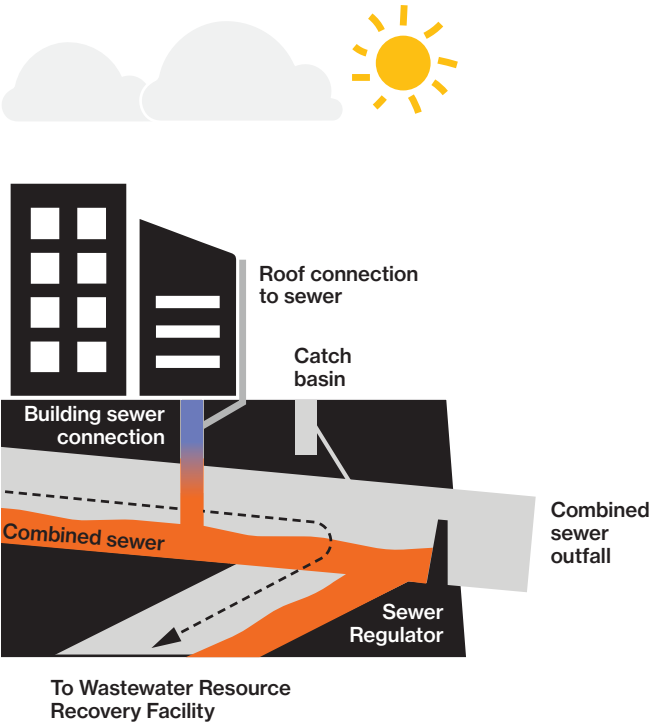 Roof connection
to sewer
Catch
basin
Building sewer
connection
Combined sewer
Combined
sewer
outfall
Sewer
Regulator
To Wastewater Resource
Recovery Facility